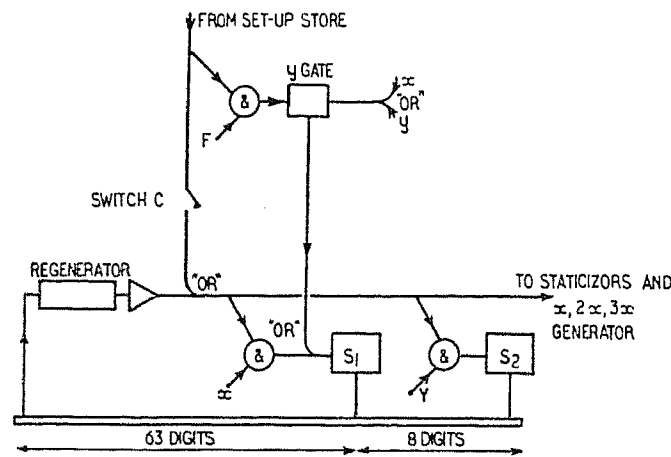 FROM SET-UP STORE
y GATE
x
"OR"
y
&
F
SWITCH C
REGENERATOR
"OR"
TO STATICIZORS AND
x, 2x, 3x
GENERATOR
"OR"
&
S1
&
S2
x
Y
63 DIGITS
8 DIGITS